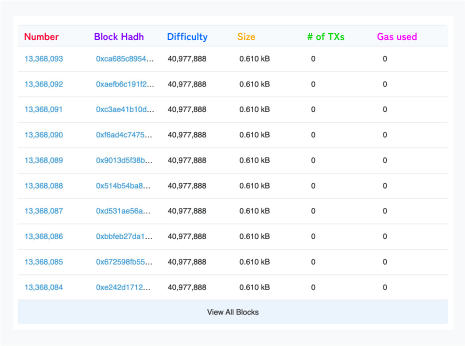 Number Block Hadh Difficulty Size # of TXs Gas used
13,368,093 0xca685c8954... 40,977,888 0.610 kB 0 0
13,368,092 0xaefb6c191f2... 40,977,888 0.610 kB 0 0
13,368,091 0xc3ae41b10d... 40,977,888 0.610 kB 0 0
13,368,090 0xf6ad4c7475... 40,977,888 0.610 kB 0 0
13,368,089 0x9013d5f38b... 40,977,888 0.610 kB 0 0
13,368,088 0x514b54ba8... 40,977,888 0.610 kB 0 0
13,368,087 0xd531ae56a... 40,977,888 0.610 kB 0 0
13,368,086 0xbbfeb27da1... 40,977,888 0.610 kB 0 0
13,368,085 0x672598fb55... 40,977,888 0.610 kB 0 0
13,368,084 0xe242d1712... 40,977,888 0.610 kB 0 0
View All Blocks